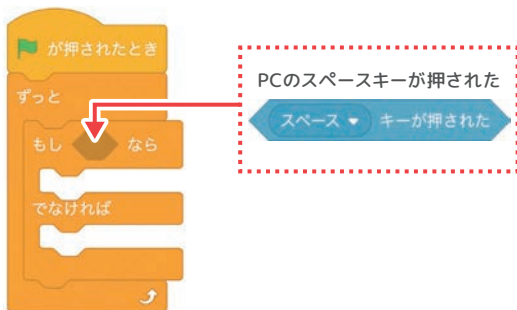 が押されたとき
ずっと
もし なら
でなければ
PCのスペースキーが押された
スペース キーが押された